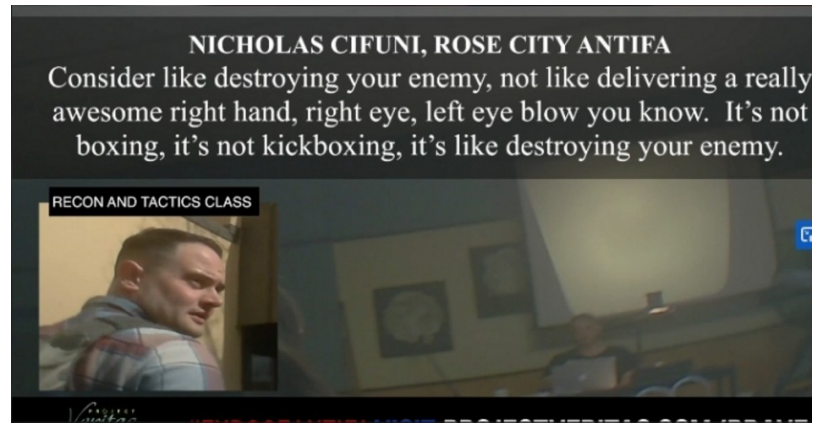 NICHOLAS CIFUNI, ROSE CITY ANTIFA
Consider like destroying your enemy, not like delivering a really
awesome right hand, right eye, left eye blow you know. It's not
boxing, it's not kickboxing, it's like destroying your enemy.
RECON AND TACTICS CLASS
PROJECT
Veritas